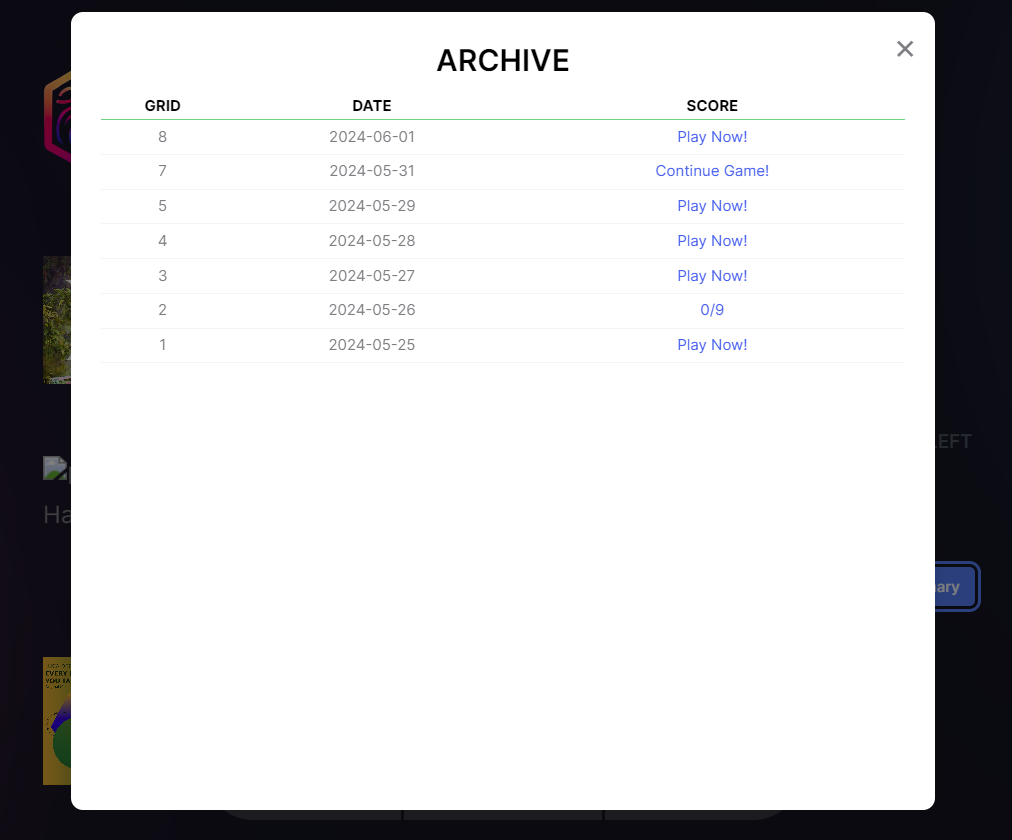 ARCHIVE
GRID DATE SCORE
8 2024-06-01 Play Now!
7 2024-05-31 Continue Game!
5 2024-05-29 Play Now!
4 2024-05-28 Play Now!
3 2024-05-27 Play Now!
2 2024-05-26 0/9
1 2024-05-25 Play Now!
LEFT
Ha
ary
EVERY
YOU TA